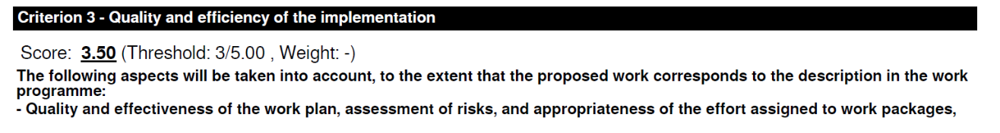 Criterion 3 - Quality and efficiency of the implementation
Score: 3.50 (Threshold: 3/5.00 , Weight: -)
The following aspects will be taken into account, to the extent that the proposed work corresponds to the description in the work
programme:
- Quality and effectiveness of the work plan, assessment of risks, and appropriateness of the effort assigned to work packages,